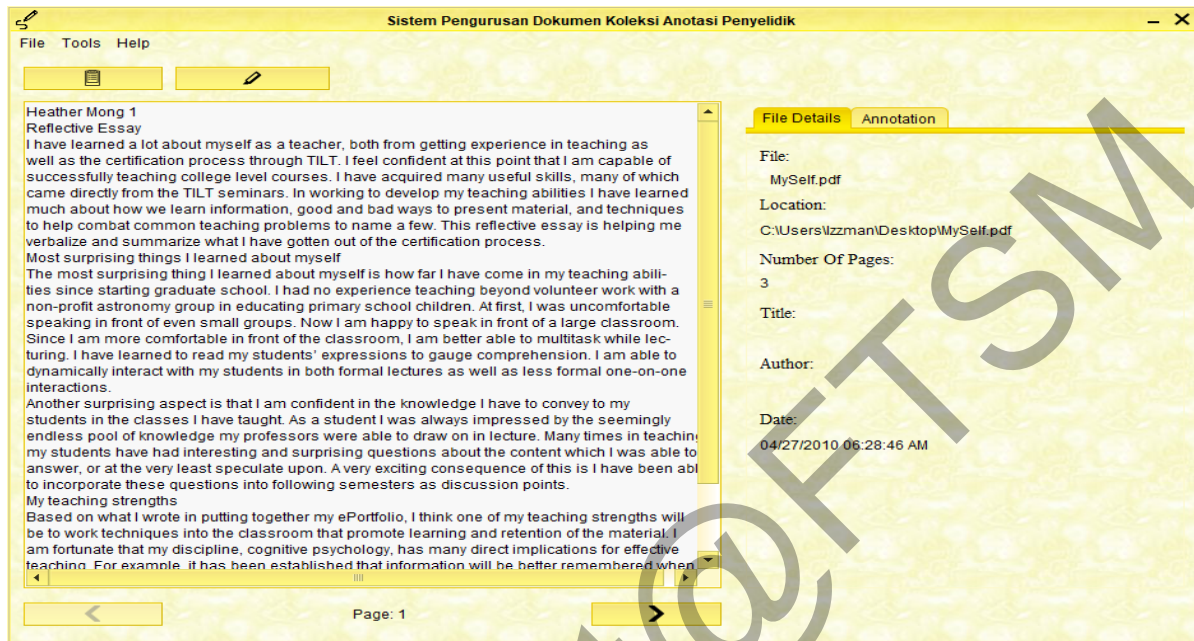 Sistem Pengurusan Dokumen Koleksi Anotasi Penyelidik
File Tools Help
Heather Mong 1
Reflective Essay
I have learned a lot about myself as a teacher, both from getting experience in teaching as
well as the certification process through TILT. I feel confident at this point that I am capable of
successfully teaching college level courses. I have acquired many useful skills, many of which
came directly from the TILT seminars. In working to develop my teaching abilities I have learned
much about how we learn information, good and bad ways to present material, and techniques
to help combat common teaching problems to name a few. This reflective essay is helping me
verbalize and summarize what I have gotten out of the certification process.
Most surprising things I learned about myself
The most surprising thing I learned about myself is how far I have come in my teaching abili-
ties since starting graduate school. I had no experience teaching beyond volunteer work with a
non-profit astronomy group in educating primary school children. At first, I was uncomfortable
speaking in front of even small groups. Now I am happy to speak in front of a large classroom.
Since I am more comfortable in front of the classroom, I am better able to multitask while lec-
turing. I have learned to read my students' expressions to gauge comprehension. I am able to
dynamically interact with my students in both formal lectures as well as less formal one-on-one
interactions.
Another surprising aspect is that I am confident in the knowledge I have to convey to my
students in the classes I have taught. As a student I was always impressed by the seemingly
endless pool of knowledge my professors were able to draw on in lecture. Many times in teaching
my students have had interesting and surprising questions about the content which I was able to
answer, or at the very least speculate upon. A very exciting consequence of this is I have been abl
to incorporate these questions into following semesters as discussion points.
My teaching strengths
Based on what I wrote in putting together my ePortfolio, I think one of my teaching strengths will
be to work techniques into the classroom that promote learning and retention of the material. I
am fortunate that my discipline, cognitive psychology, has many direct implications for effective
teaching. For example, it has been established that information will be better remembered when
Page: 1
File Details Annotation
File:
MySelf.pdf
Location:
C:\Users\Izzman\Desktop\MySelf.pdf
Number Of Pages:
3
Title:
Author:
Date:
04/27/2010 06:28:46 AM
@FTSM